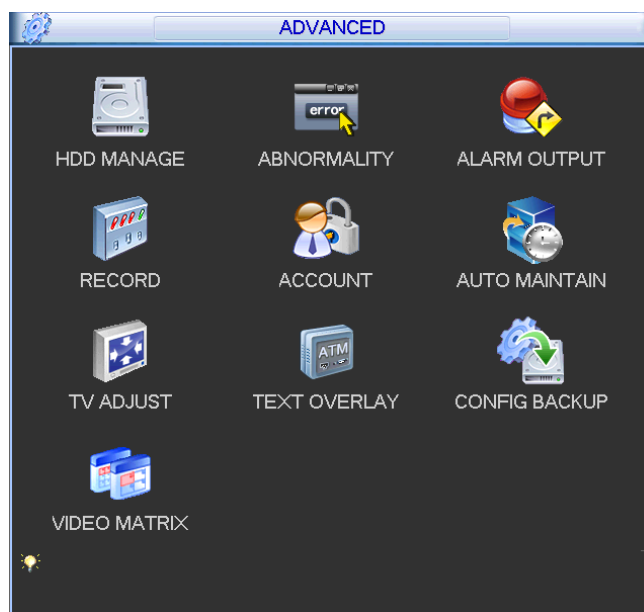 ADVANCED
error
HDD MANAGE ABNORMALITY ALARM OUTPUT
RECORD ACCOUNT AUTO MAINTAIN
ATM
TV ADJUST TEXT OVERLAY CONFIG BACKUP
VIDEO MATRIX